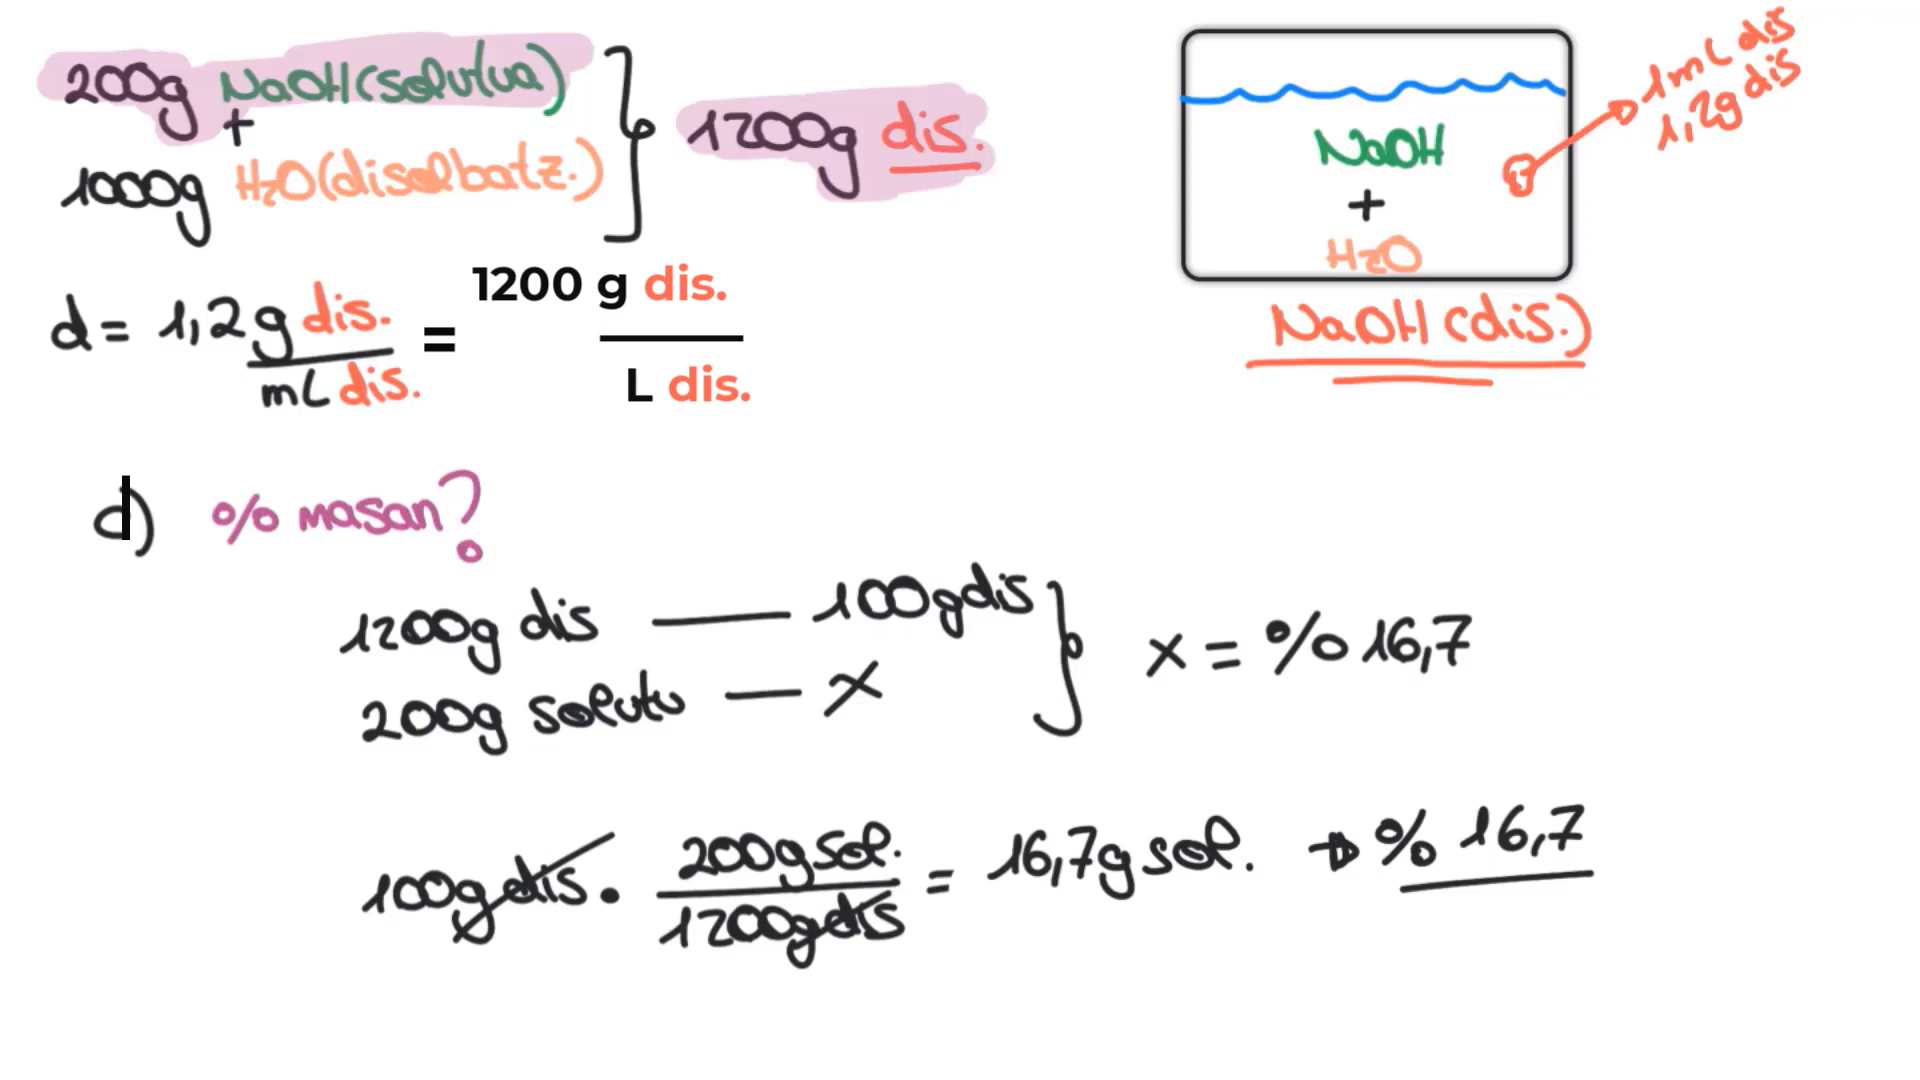 200g NaOH (solutua)
+
1000g H2O (disolbatz.)
1200g dis.
d = 1,2g dis. / mL dis. = 1200 g dis. / L dis.
NaOH
+
H2O
1mL dis
1,2g dis
NaOH (dis.)
d) % masan?
1200g dis — 100g dis
200g solutu — x
x = % 16,7
100g dis · 200g sol. / 1200g dis = 16,7g sol. → % 16,7